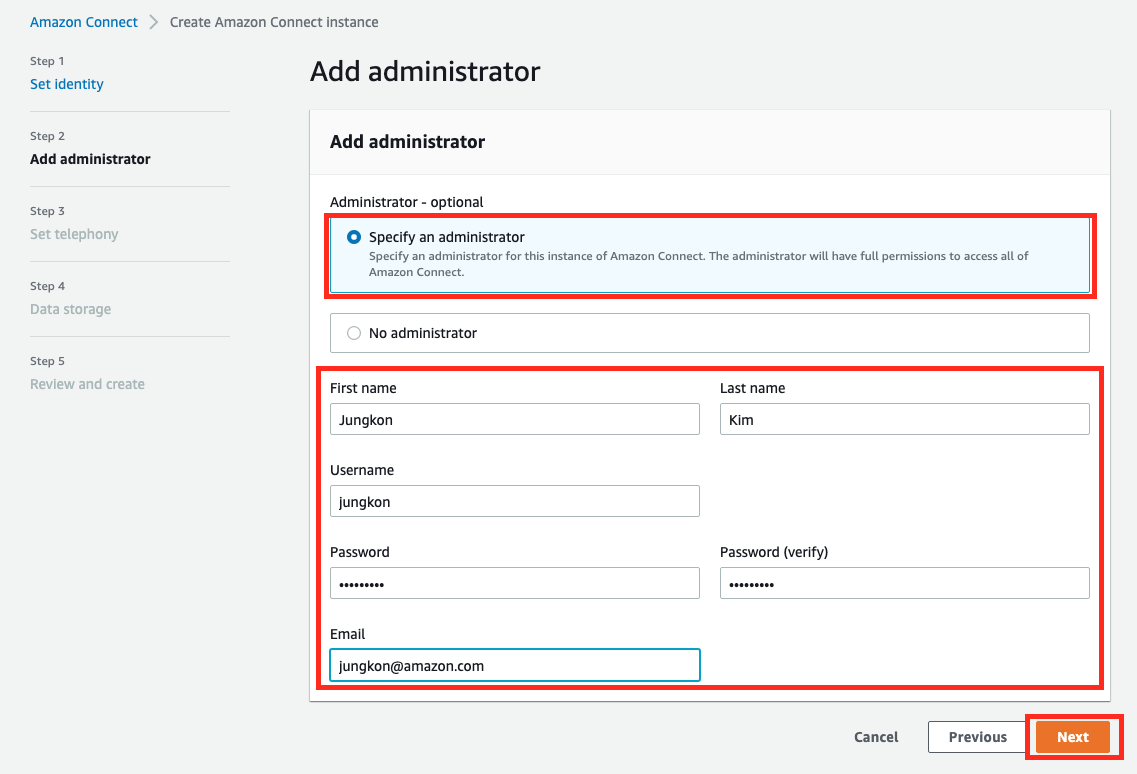 Amazon Connect > Create Amazon Connect instance
Step 1
Set identity
Step 2
Add administrator
Step 3
Set telephony
Step 4
Data storage
Step 5
Review and create
Add administrator
Add administrator
Administrator - optional
Specify an administrator
Specify an administrator for this instance of Amazon Connect. The administrator will have full permissions to access all of
Amazon Connect.
No administrator
First name
Last name
Jungkon
Kim
Username
jungkon
Password
Password (verify)
•••••••••
•••••••••
Email
jungkon@amazon.com
Cancel
Previous
Next